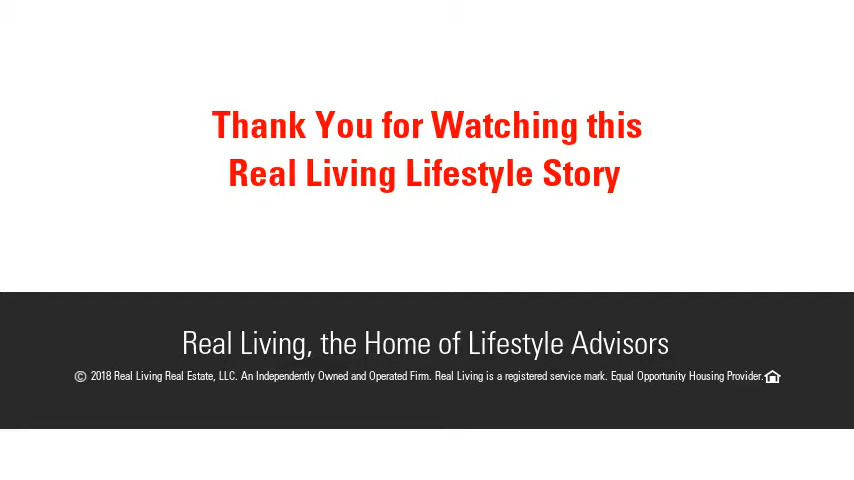 Thank You for Watching this
Real Living Lifestyle Story
Real Living, the Home of Lifestyle Advisors
© 2018 Real Living Real Estate, LLC. An Independently Owned and Operated Firm. Real Living is a registered service mark. Equal Opportunity Housing Provider.